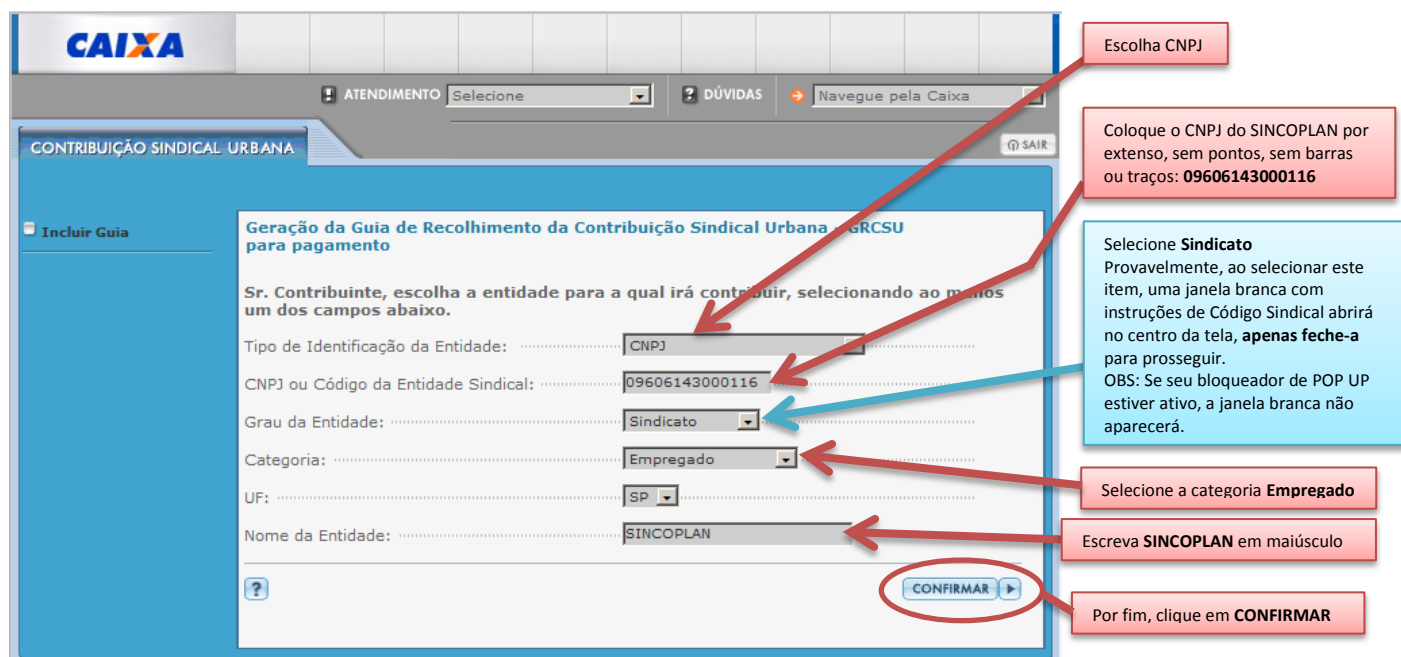 CAIXA
ATENDIMENTO Selecione DÚVIDAS Navegue pela Caixa
CONTRIBUIÇÃO SINDICAL URBANA
SAIR
Incluir Guia
Geração da Guia de Recolhimento da Contribuição Sindical Urbana - GRCSU
para pagamento
Sr. Contribuinte, escolha a entidade para a qual irá contribuir, selecionando ao menos
um dos campos abaixo.
Tipo de Identificação da Entidade: CNPJ
CNPJ ou Código da Entidade Sindical: 09606143000116
Grau da Entidade: Sindicato
Categoria: Empregado
UF: SP
Nome da Entidade: SINCOPLAN
? CONFIRMAR
Escolha CNPJ
Coloque o CNPJ do SINCOPLAN por
extenso, sem pontos, sem barras
ou traços: 09606143000116
Selecione Sindicato
Provavelmente, ao selecionar este
item, uma janela branca com
instruções de Código Sindical abrirá
no centro da tela, apenas feche-a
para prosseguir.
OBS: Se seu bloqueador de POP UP
estiver ativo, a janela branca não
aparecerá.
Selecione a categoria Empregado
Escreva SINCOPLAN em maiúsculo
Por fim, clique em CONFIRMAR